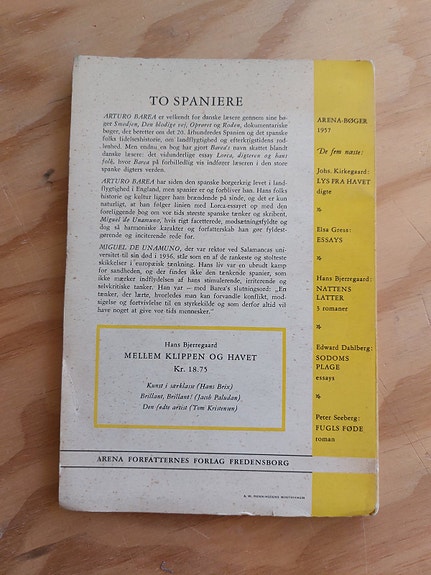 TO SPANIERE
ARTURO BAREA er velkendt for danske læsere gennem sine bø-
ger Smedjen, Den blodige vej, Oprøret og Roden, dokumentariske
bøger, der beretter om det 20. århundredes Spanien og det spanske
folks lidelseshistorie, om landflygtighed og efterkrigstidens rod-
løshed. Men endnu en bog har gjort Barea's navn skattet blandt
danske læsere: det vidunderlige essay Lorca, digteren og hans
folk, hvor Barea på forbilledlig vis indfører læseren i den store
spanske digters verden.
ARTURO BAREA har siden den spanske borgerkrig levet i land-
flygtighed i England, men spanier er og forbliver han. Hans folks
historie og kultur ligger ham brændende på sinde, og det er kun
naturligt, at han følger linien med Lorca-essayet op med den
foreliggende bog om vor tids største spanske tænker og skribent,
Miguel de Unamuno, hvis rigt facetterede, modsætningsfyldte og
dog så harmoniske karakter og forfatterskab han gør fyldest-
gørende og inciterende rede for.
MIGUEL DE UNAMUNO, der var rektor ved Salamancas uni-
versitet til sin død i 1936, står som en af de rankeste og stolteste
skikkelser i europæisk tænkning. Hans liv var en ubrudt kamp
for sandheden, og der findes ikke den tænkende spanier, som
ikke mærker indflydelsen af hans stimulerende, irriterende og
selvkritiske tanker. Han var – med Barea's slutningsord: „En
tænker, der lærte, hvorledes man kan forvandle konflikt, mod-
sigelse og fortvivlelse til en styrkekilde og som derfor altid vil
have noget at give vor tids mennesker."
Hans Bjerregaard
MELLEM KLIPPEN OG HAVET
Kr. 18.75
Kunst i særklasse (Hans Brix)
Brillant, Brillant! (Jacob Paludan)
Den fødte artist (Tom Kristensen)
ARENA FORFATTERNES FORLAG FREDENSBORG
ARENA-BØGER
1957
De fem næste:
Johs. Kirkegaard:
LYS FRA HAVET
digte
Elsa Gress:
ESSAYS
Hans Bjerregaard:
NATTENS
LATTER
3 romaner
Edward Dahlberg:
SODOMS
PLAGE
essays
Peter Seeberg:
FUGLS FØDE
roman